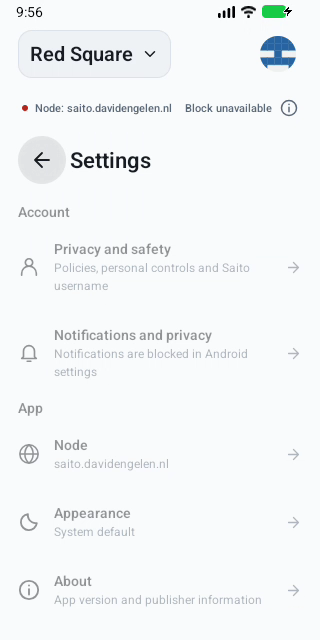 9:56
Red Square
Node: saito.davidengelen.nl Block unavailable
Settings
Account
Privacy and safety
Policies, personal controls and Saito
username
Notifications and privacy
Notifications are blocked in Android
settings
App
Node
saito.davidengelen.nl
Appearance
System default
About
App version and publisher information